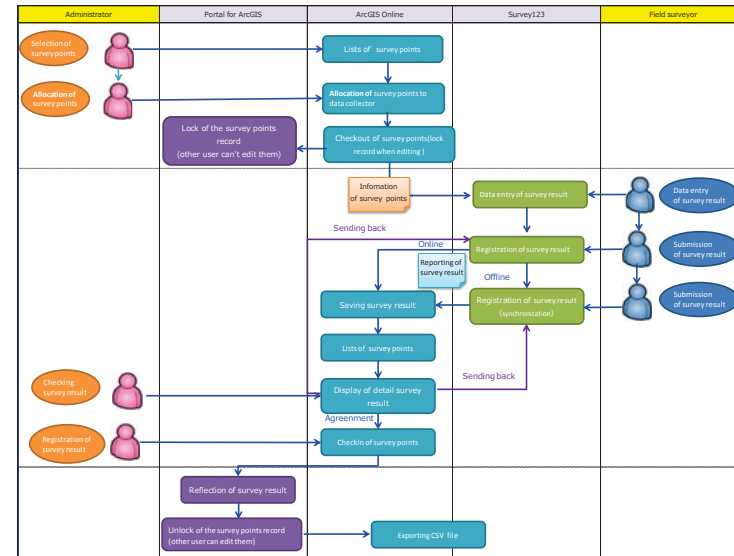 Administrator
Portal for ArcGIS
ArcGIS Online
Survey123
Field surveyor
Selection of
survey points
Lists of survey points
Allocation of
survey points
Allocation of survey points to
data collector
Lock of the survey points
record
(other user can't edit them)
Checkout of survey points(lock
record when editing )
Infomation
of survey points
Data entry of survey result
Data entry
of survey result
Sending back
Online
Registration of survey result
Submission
of survey result
Reporting of
survey result
Offline
Saving survey result
Registration of survey result
(synchronization)
Submission
of survey result
Lists of survey points
Checking
survey result
Display of detail survey
result
Sending back
Agreenment
Registration of
survey result
Checkin of survey points
Reflection of survey result
Unlock of the survey points record
(other user can edit them)
Exporting CSV file